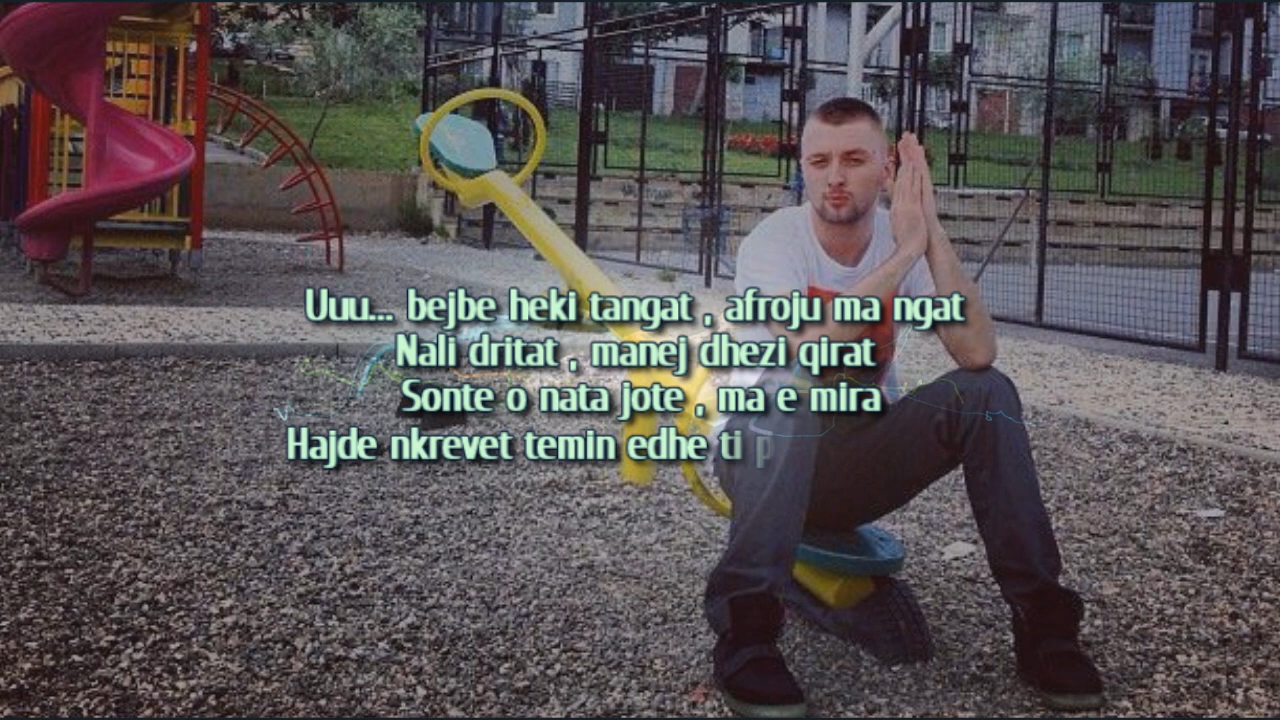 Uuu... bejbe heki tangat , afroju ma ngat
Nali dritat , manej dhezi qirat
Sonte o nata jote , ma e mira
Hajde nkrevet temin edhe ti p